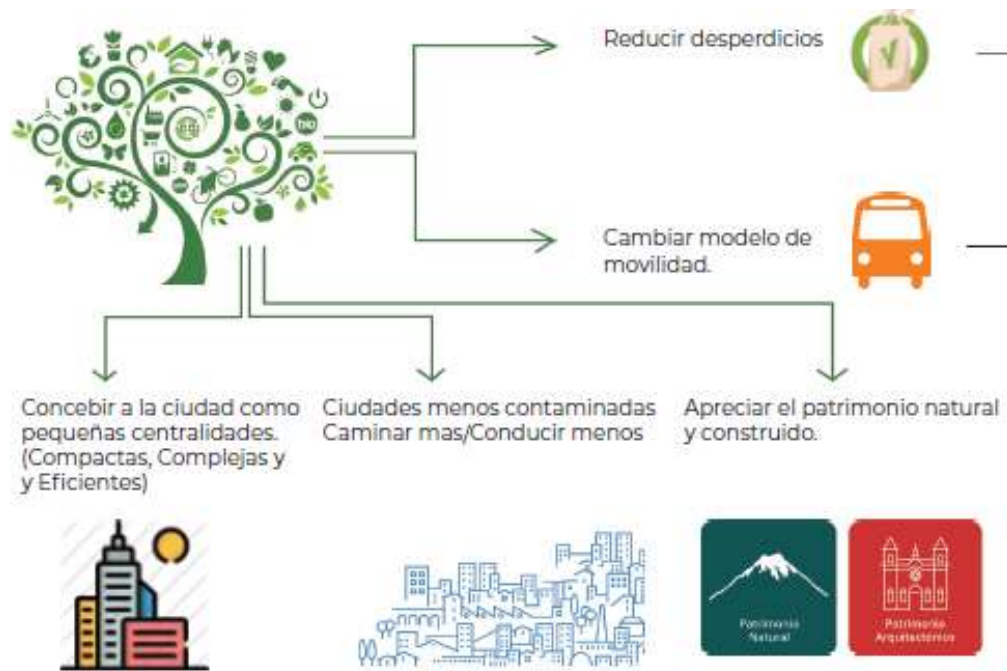 Reducir desperdicios
Cambiar modelo de
movilidad.
Concebir a la ciudad como
pequeñas centralidades.
(Compactas, Complejas y
y Eficientes)
Ciudades menos contaminadas
Caminar mas/Conducir menos
Apreciar el patrimonio natural
y construido.
Patrimonio
Natural
Patrimonio
Arquitectónico